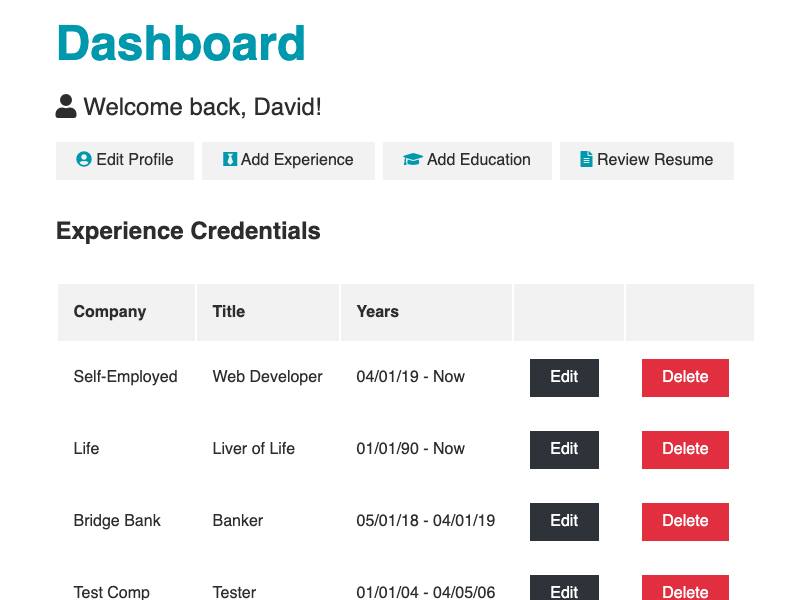 Dashboard
Welcome back, David!
Edit Profile Add Experience Add Education Review Resume
Experience Credentials
Company Title Years
Self-Employed Web Developer 04/01/19 - Now Edit Delete
Life Liver of Life 01/01/90 - Now Edit Delete
Bridge Bank Banker 05/01/18 - 04/01/19 Edit Delete
Test Comp Tester 01/01/04 - 04/05/06 Edit Delete